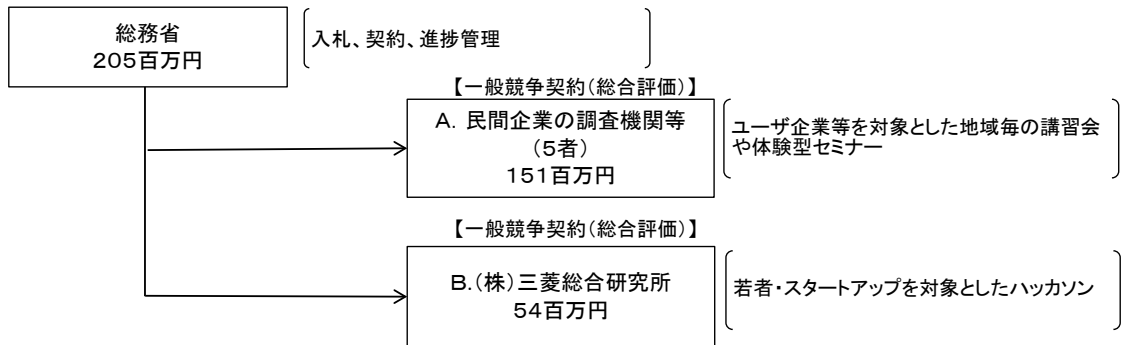 総務省
205百万円
入札、契約、進捗管理
【一般競争契約(総合評価)】
A. 民間企業の調査機関等
(5者)
151百万円
ユーザ企業等を対象とした地域毎の講習会
や体験型セミナー
【一般競争契約(総合評価)】
B.(株)三菱総合研究所
54百万円
若者・スタートアップを対象としたハッカソン